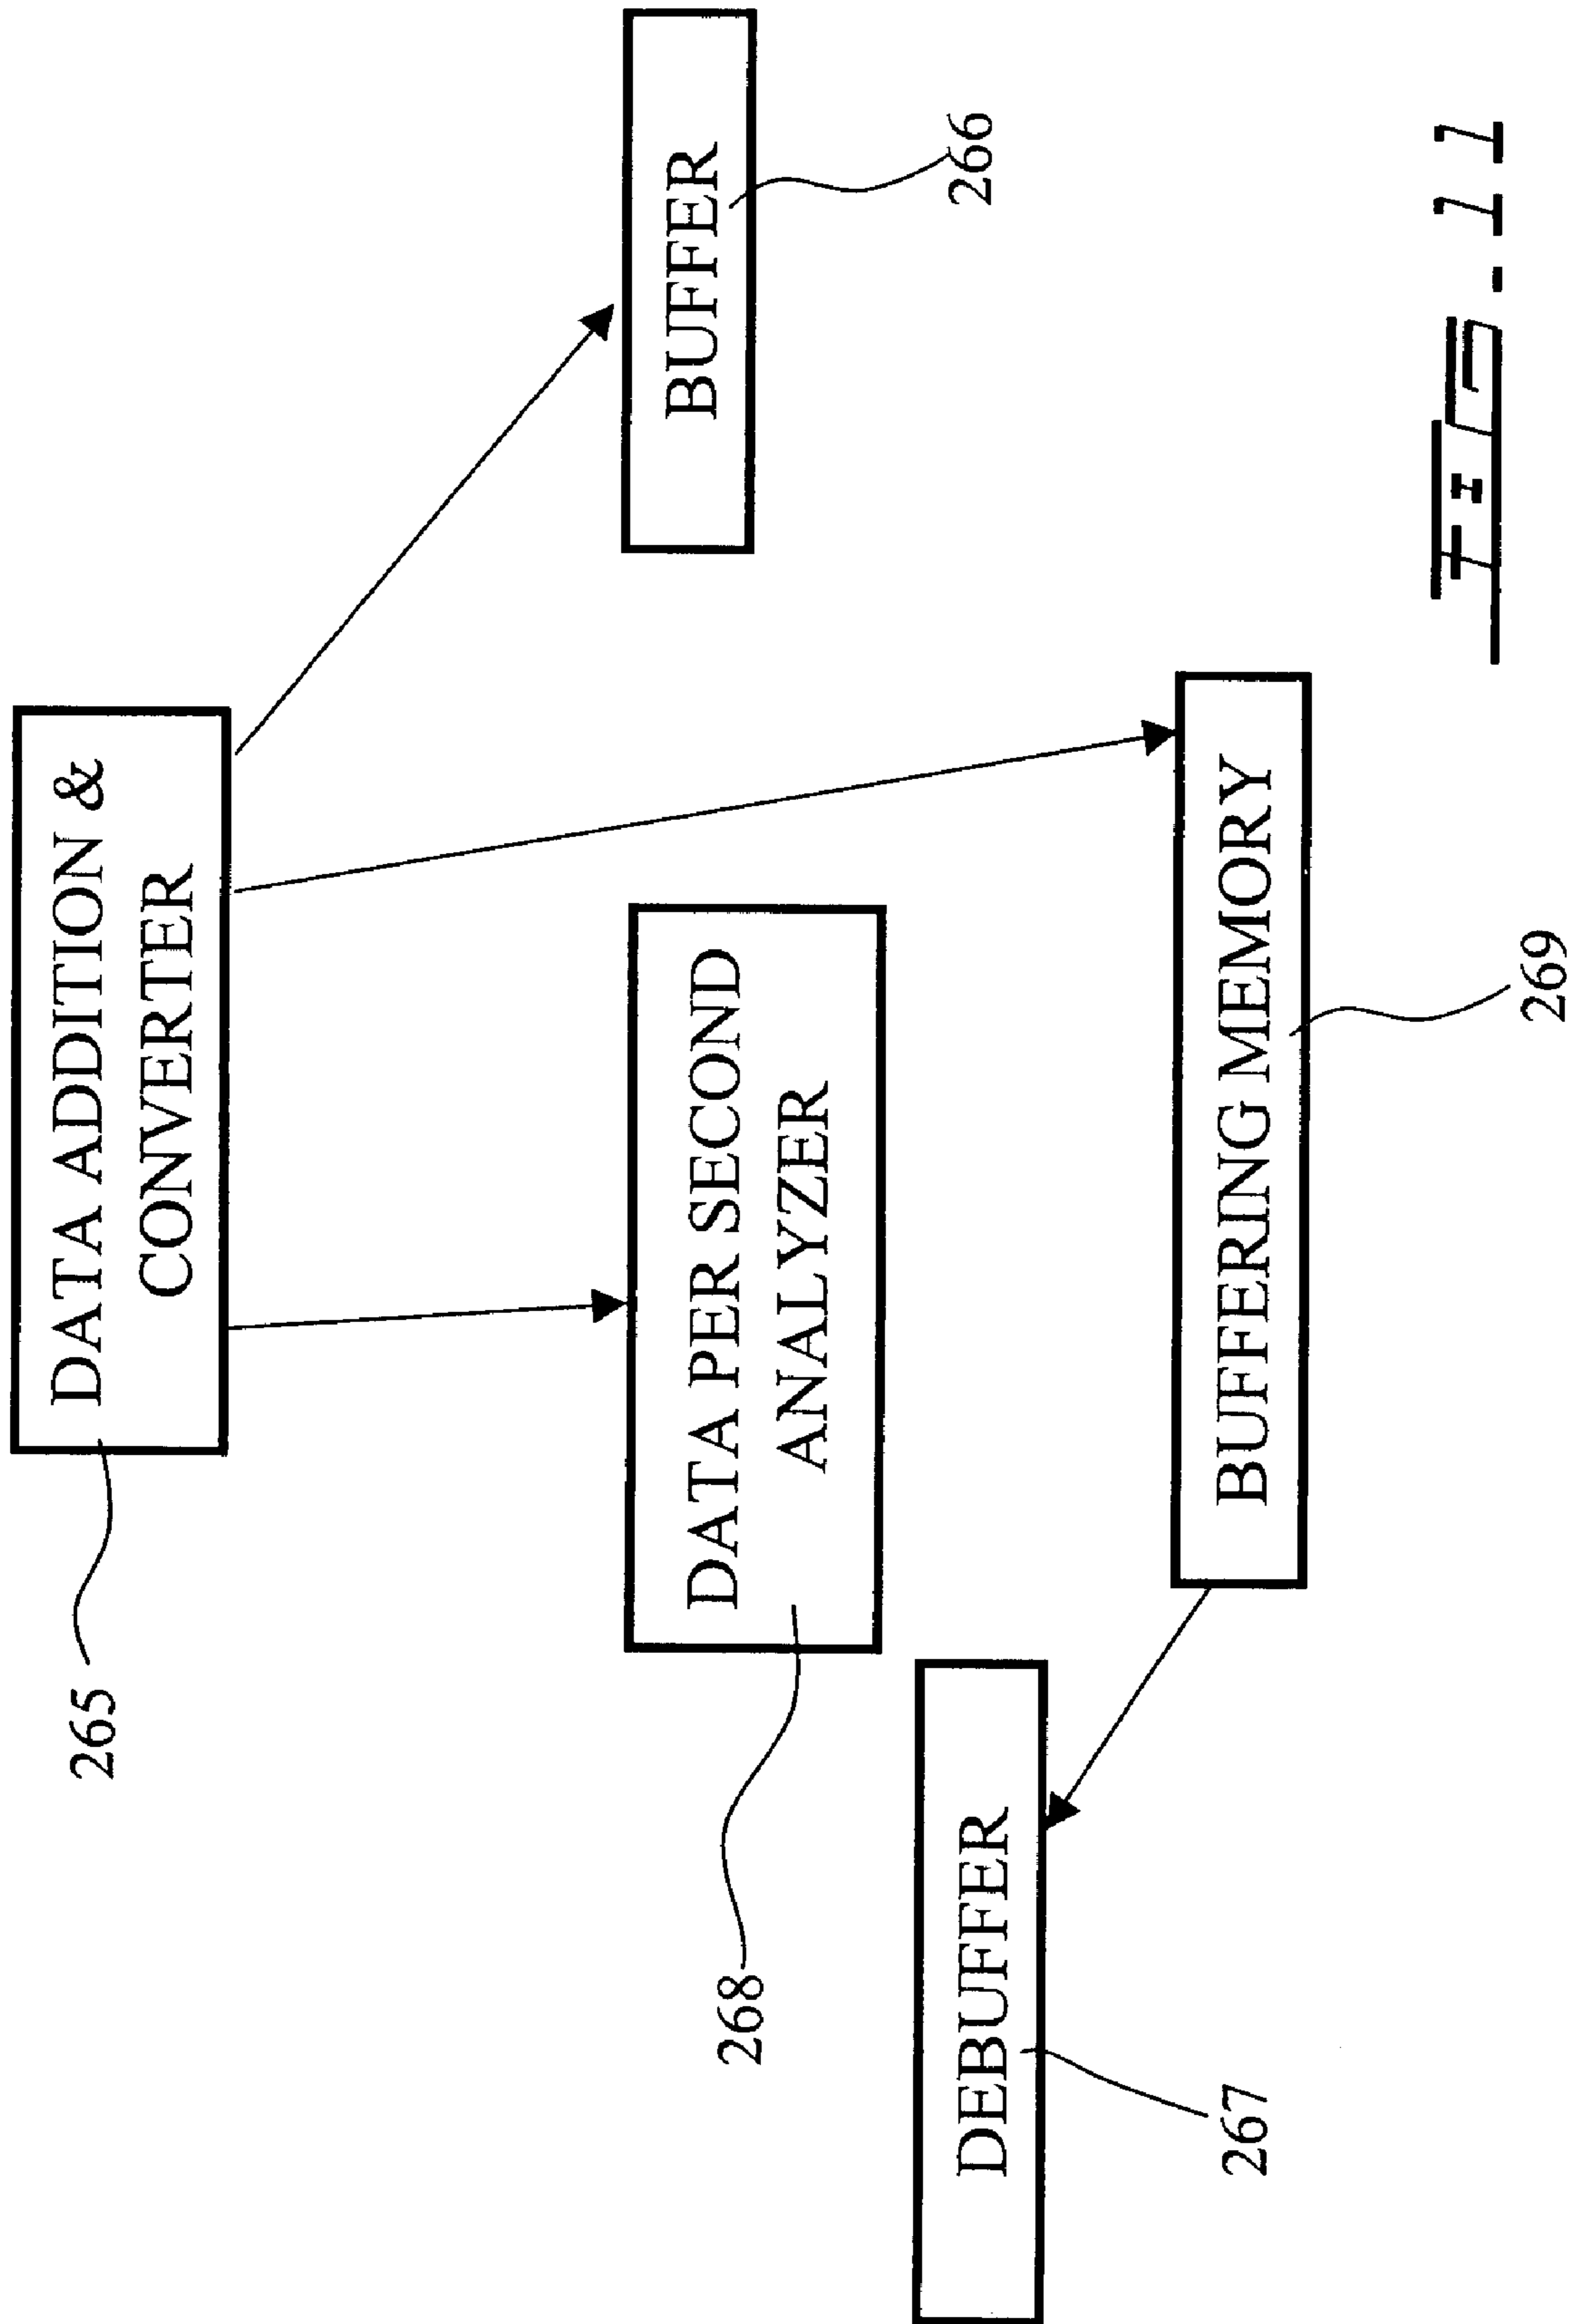 DATA ADDITION &
CONVERTER
265
BUFFER
266
DATA PER SECOND
ANALYZER
268
DEBUFFER
267
BUFFERING MEMORY
269
FIG-11